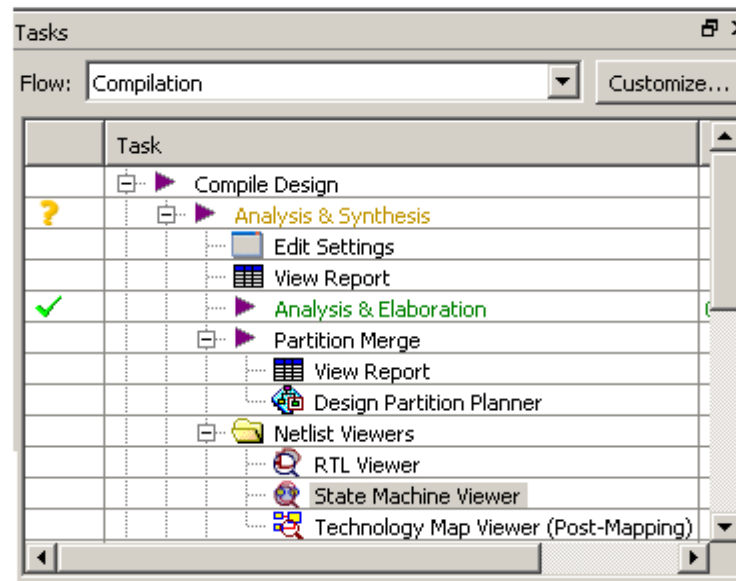 Tasks
Flow: Compilation Customize...
Task
Compile Design
Analysis & Synthesis
Edit Settings
View Report
Analysis & Elaboration
Partition Merge
View Report
Design Partition Planner
Netlist Viewers
RTL Viewer
State Machine Viewer
Technology Map Viewer (Post-Mapping)